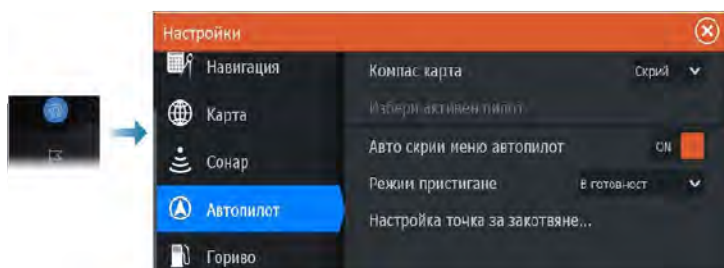 Настройки
Навигация
Карта
Сонар
Автопилот
Гориво
Компас карта Скрий
Избери активен пилот
Авто скрии меню автопилот ON
Режим пристигане В готовност
Настройка точка за закотвяне...